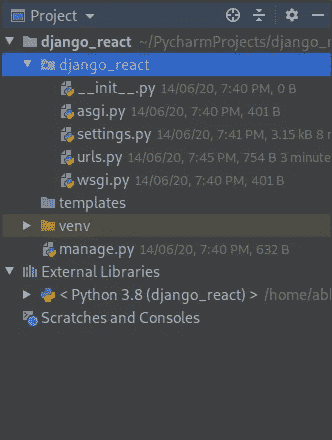 Project
django_react ~/PycharmProjects/django_r
django_react
__init__.py 14/06/20, 7:40 PM, 0 B
asgi.py 14/06/20, 7:40 PM, 401 B
settings.py 14/06/20, 7:41 PM, 3.15 kB 8 m
urls.py 14/06/20, 7:45 PM, 754 B 3 minute
wsgi.py 14/06/20, 7:40 PM, 401 B
templates
venv
manage.py 14/06/20, 7:40 PM, 632 B
External Libraries
< Python 3.8 (django_react) > /home/abl
Scratches and Consoles